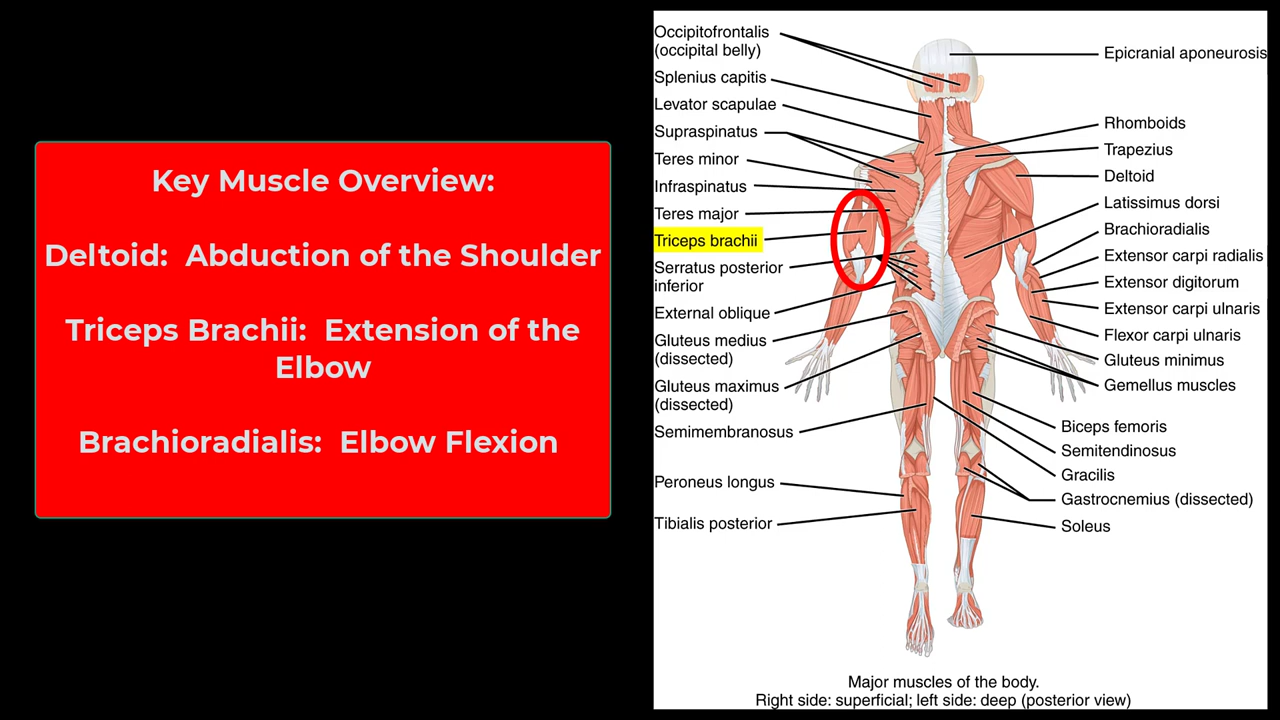 Key Muscle Overview:
Deltoid:  Abduction of the Shoulder
Triceps Brachii:  Extension of the
Elbow
Brachioradialis:  Elbow Flexion
Occipitofrontalis
(occipital belly)
Splenius capitis
Levator scapulae
Supraspinatus
Teres minor
Infraspinatus
Teres major
Triceps brachii
Serratus posterior
inferior
External oblique
Gluteus medius
(dissected)
Gluteus maximus
(dissected)
Semimembranosus
Peroneus longus
Tibialis posterior
Epicranial aponeurosis
Rhomboids
Trapezius
Deltoid
Latissimus dorsi
Brachioradialis
Extensor carpi radialis
Extensor digitorum
Extensor carpi ulnaris
Flexor carpi ulnaris
Gluteus minimus
Gemellus muscles
Biceps femoris
Semitendinosus
Gracilis
Gastrocnemius (dissected)
Soleus
Major muscles of the body.
Right side: superficial; left side: deep (posterior view)